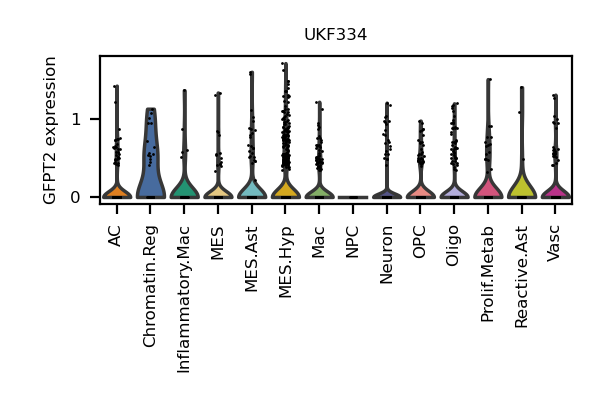 UKF334
GFPT2 expression
1
0
AC
Chromatin.Reg
Inflammatory.Mac
MES
MES.Ast
MES.Hyp
Mac
NPC
Neuron
OPC
Oligo
Prolif.Metab
Reactive.Ast
Vasc